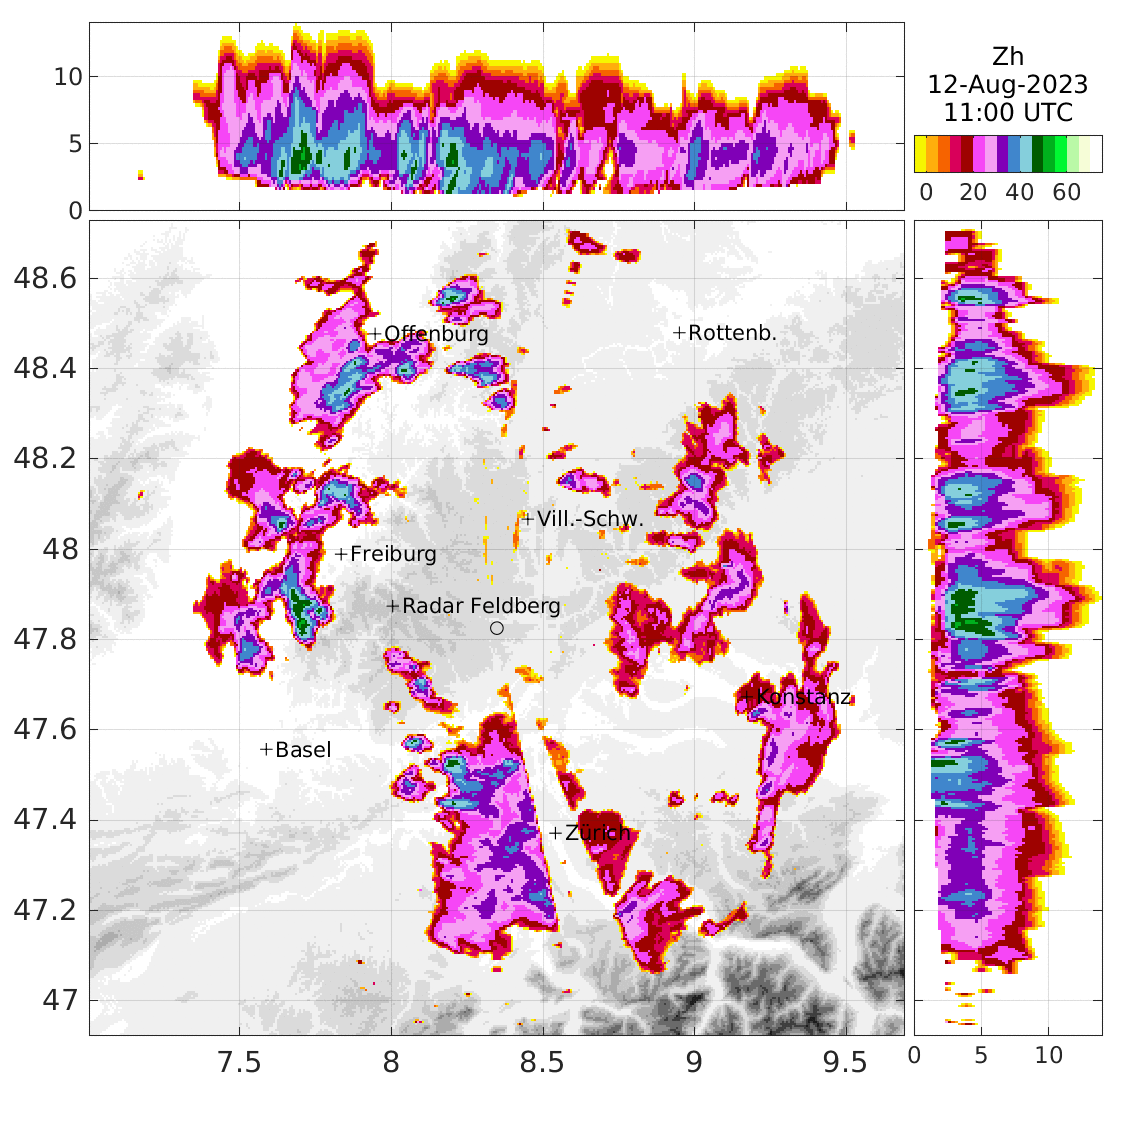 10
5
0
Zh
12-Aug-2023
11:00 UTC
0 20 40 60
48.6
48.4
48.2
48
47.8
47.6
47.4
47.2
47
+Offenburg
+Rottenb.
+Vill.-Schw.
+Freiburg
+Radar Feldberg
+Konstanz
+Basel
+Zürich
7.5 8 8.5 9 9.5
0 5 10